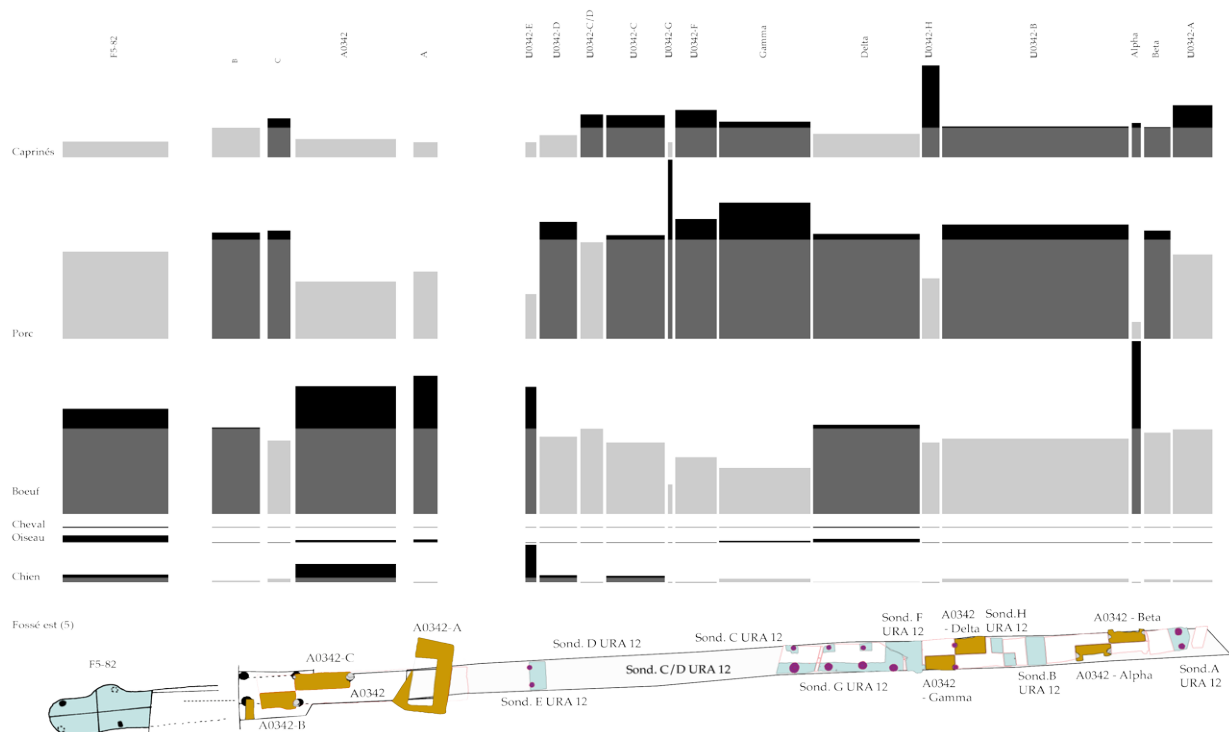 F5-82
B
C
A0342
A
U0342-E
U0342-D
U0342-C/D
U0342-C
U0342-G
U0342-F
Gamma
Delta
U0342-H
U0342-B
Alpha
Beta
U0342-A
Caprinés
Porc
Boeuf
Cheval
Oiseau
Chien
Fossé est (5)
F5-82
A0342-C
A0342
A0342-B
A0342-A
Sond. D URA 12
Sond. E URA 12
Sond. C/D URA 12
Sond. C URA 12
Sond. G URA 12
Sond. F
URA 12
A0342
- Delta
A0342
- Gamma
Sond.H
URA 12
Sond.B
URA 12
A0342 - Beta
A0342 - Alpha
Sond.A
URA 12